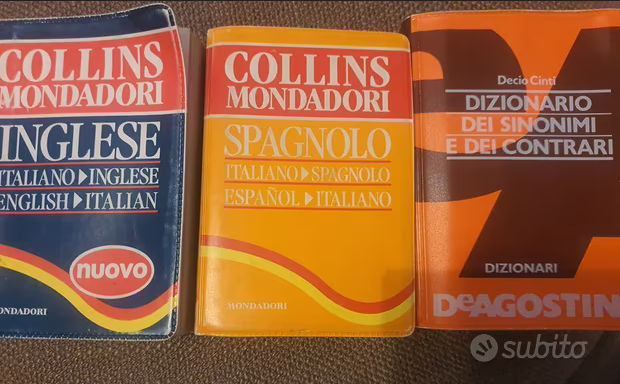 COLLINS
MONDADORI
INGLESE
ITALIANO▶INGLESE
ENGLISH▶ITALIAN
nuovo
MONDADORI
COLLINS
MONDADORI
SPAGNOLO
ITALIANO▶SPAGNOLO
ESPAÑOL▶ITALIANO
MONDADORI
Decio Cinti
DIZIONARIO
DEI SINONIMI
E DEI CONTRARI
DIZIONARI
DEAGOSTIN
subito